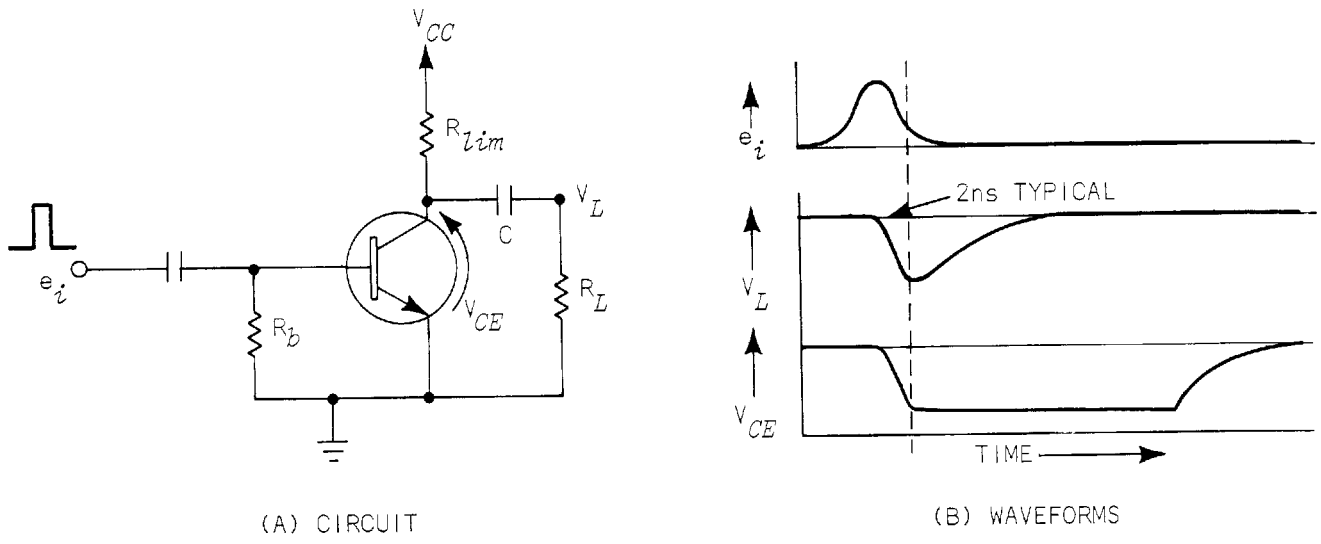 V_CC
R_lim
V_L
C
e_i
R_b
V_CE
R_L
(A) CIRCUIT
e_i
2ns TYPICAL
V_L
V_CE
TIME
(B) WAVEFORMS